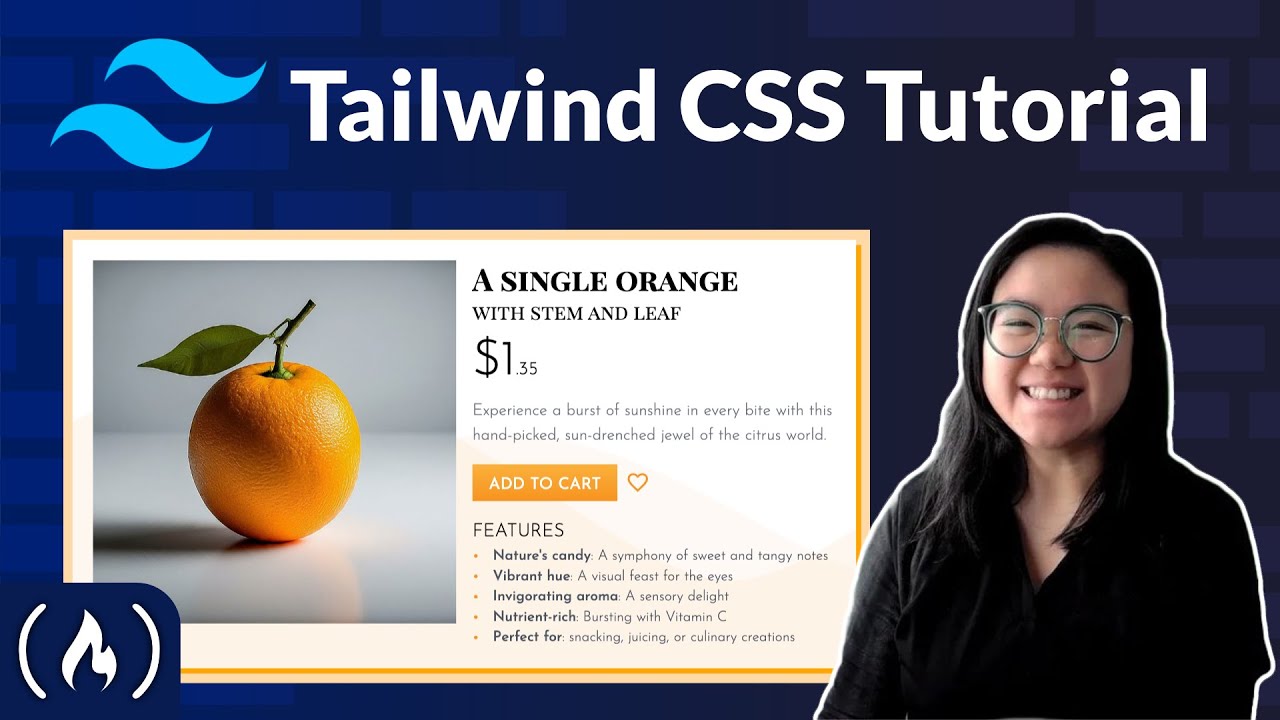 Tailwind CSS Tutorial
A SINGLE ORANGE
WITH STEM AND LEAF
$1.35
Experience a burst of sunshine in every bite with this
hand-picked, sun-drenched jewel of the citrus world.
ADD TO CART
FEATURES
• Nature's candy: A symphony of sweet and tangy notes
• Vibrant hue: A visual feast for the eyes
• Invigorating aroma: A sensory delight
• Nutrient-rich: Bursting with Vitamin C
• Perfect for: snacking, juicing, or culinary creations